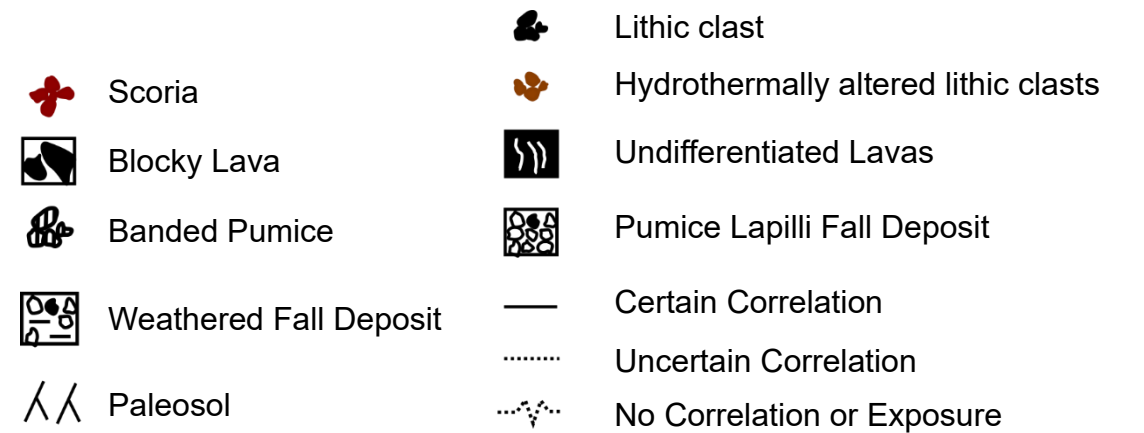 Scoria
Blocky Lava
Banded Pumice
Weathered Fall Deposit
Paleosol
Lithic clast
Hydrothermally altered lithic clasts
Undifferentiated Lavas
Pumice Lapilli Fall Deposit
Certain Correlation
Uncertain Correlation
No Correlation or Exposure